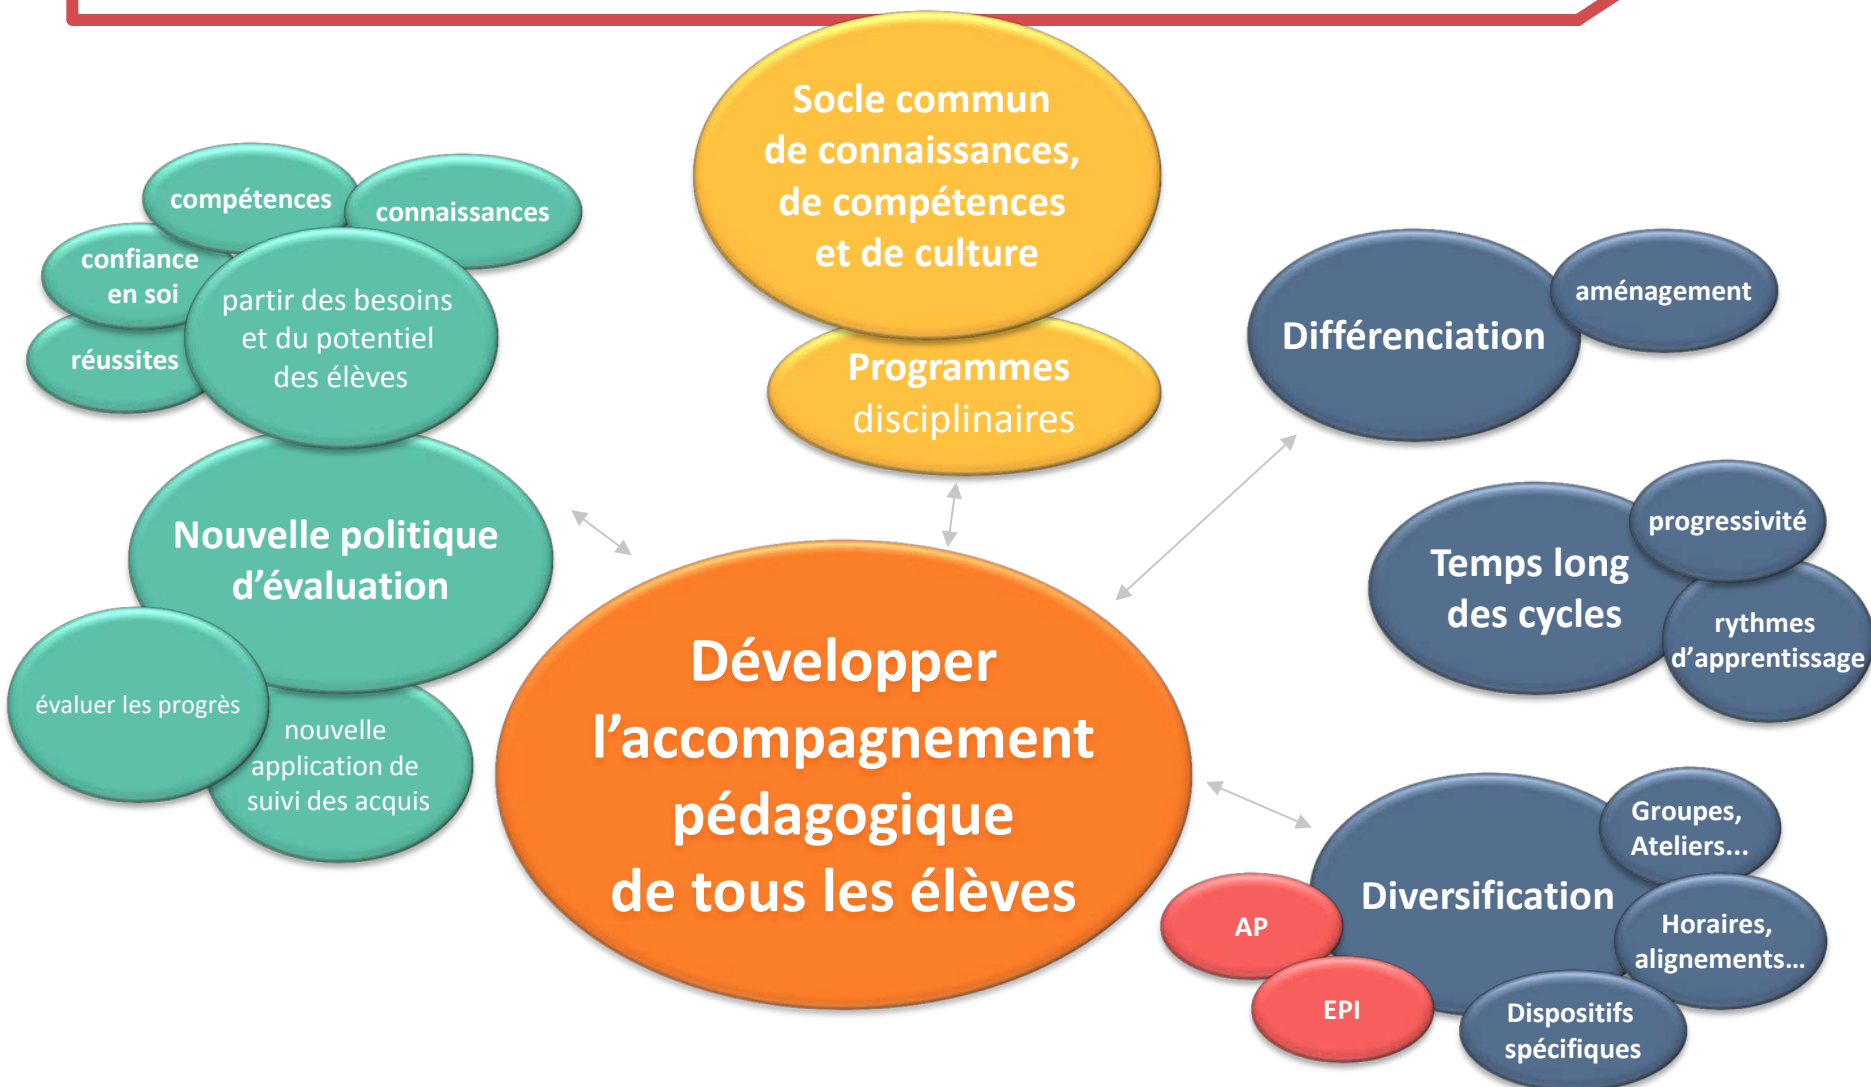 Socle commun
de connaissances,
de compétences
et de culture
Programmes
disciplinaires
compétences
connaissances
confiance
en soi
réussites
partir des besoins
et du potentiel
des élèves
Nouvelle politique
d’évaluation
évaluer les progrès
nouvelle
application de
suivi des acquis
Développer
l’accompagnement
pédagogique
de tous les élèves
Différenciation
aménagement
Temps long
des cycles
progressivité
rythmes
d’apprentissage
Diversification
Groupes,
Ateliers...
Horaires,
alignements…
Dispositifs
spécifiques
AP
EPI